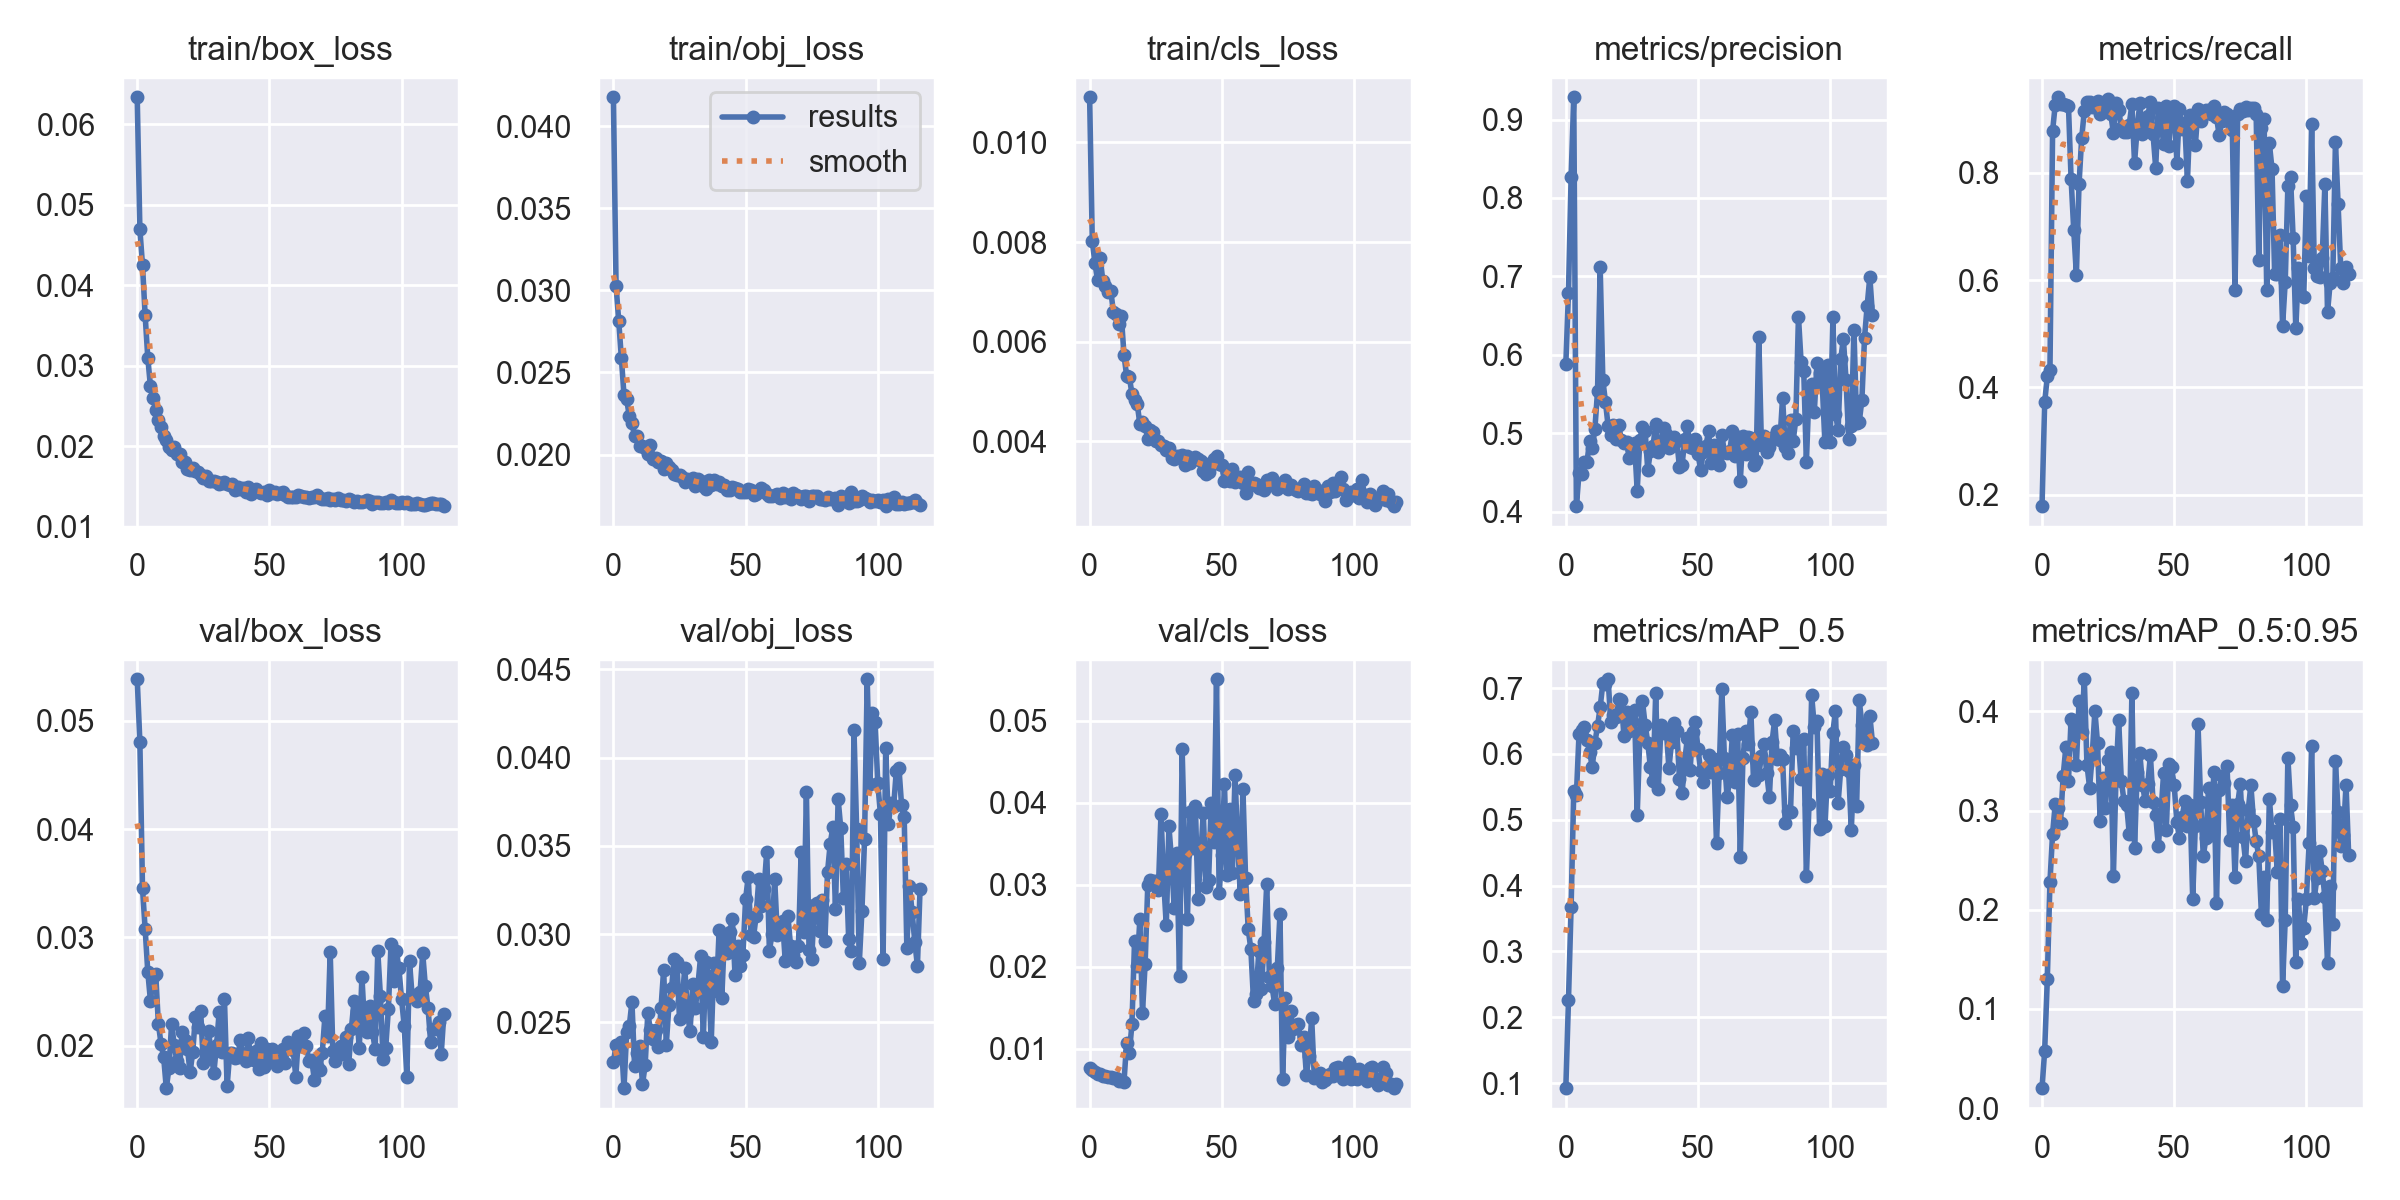 train/box_loss
0.06
0.05
0.04
0.03
0.02
0.01
0 50 100
train/obj_loss
results
smooth
0.040
0.035
0.030
0.025
0.020
0 50 100
train/cls_loss
0.010
0.008
0.006
0.004
0 50 100
metrics/precision
0.9
0.8
0.7
0.6
0.5
0.4
0 50 100
metrics/recall
0.8
0.6
0.4
0.2
0 50 100
val/box_loss
0.05
0.04
0.03
0.02
0 50 100
val/obj_loss
0.045
0.040
0.035
0.030
0.025
0 50 100
val/cls_loss
0.05
0.04
0.03
0.02
0.01
0 50 100
metrics/mAP_0.5
0.7
0.6
0.5
0.4
0.3
0.2
0.1
0 50 100
metrics/mAP_0.5:0.95
0.4
0.3
0.2
0.1
0.0
0 50 100